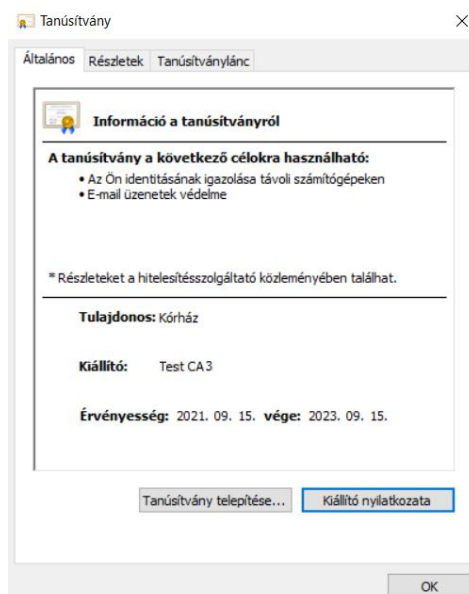 Tanúsítvány
Általános Részletek Tanúsítványlánc
Információ a tanúsítványról
A tanúsítvány a következő célokra használható:
• Az Ön identitásának igazolása távoli számítógépeken
• E-mail üzenetek védelme
* Részleteket a hitelesítésszolgáltató közleményében találhat.
Tulajdonos: Kórház
Kiállító: Test CA3
Érvényesség: 2021. 09. 15. vége: 2023. 09. 15.
Tanúsítvány telepítése... Kiállító nyilatkozata
OK